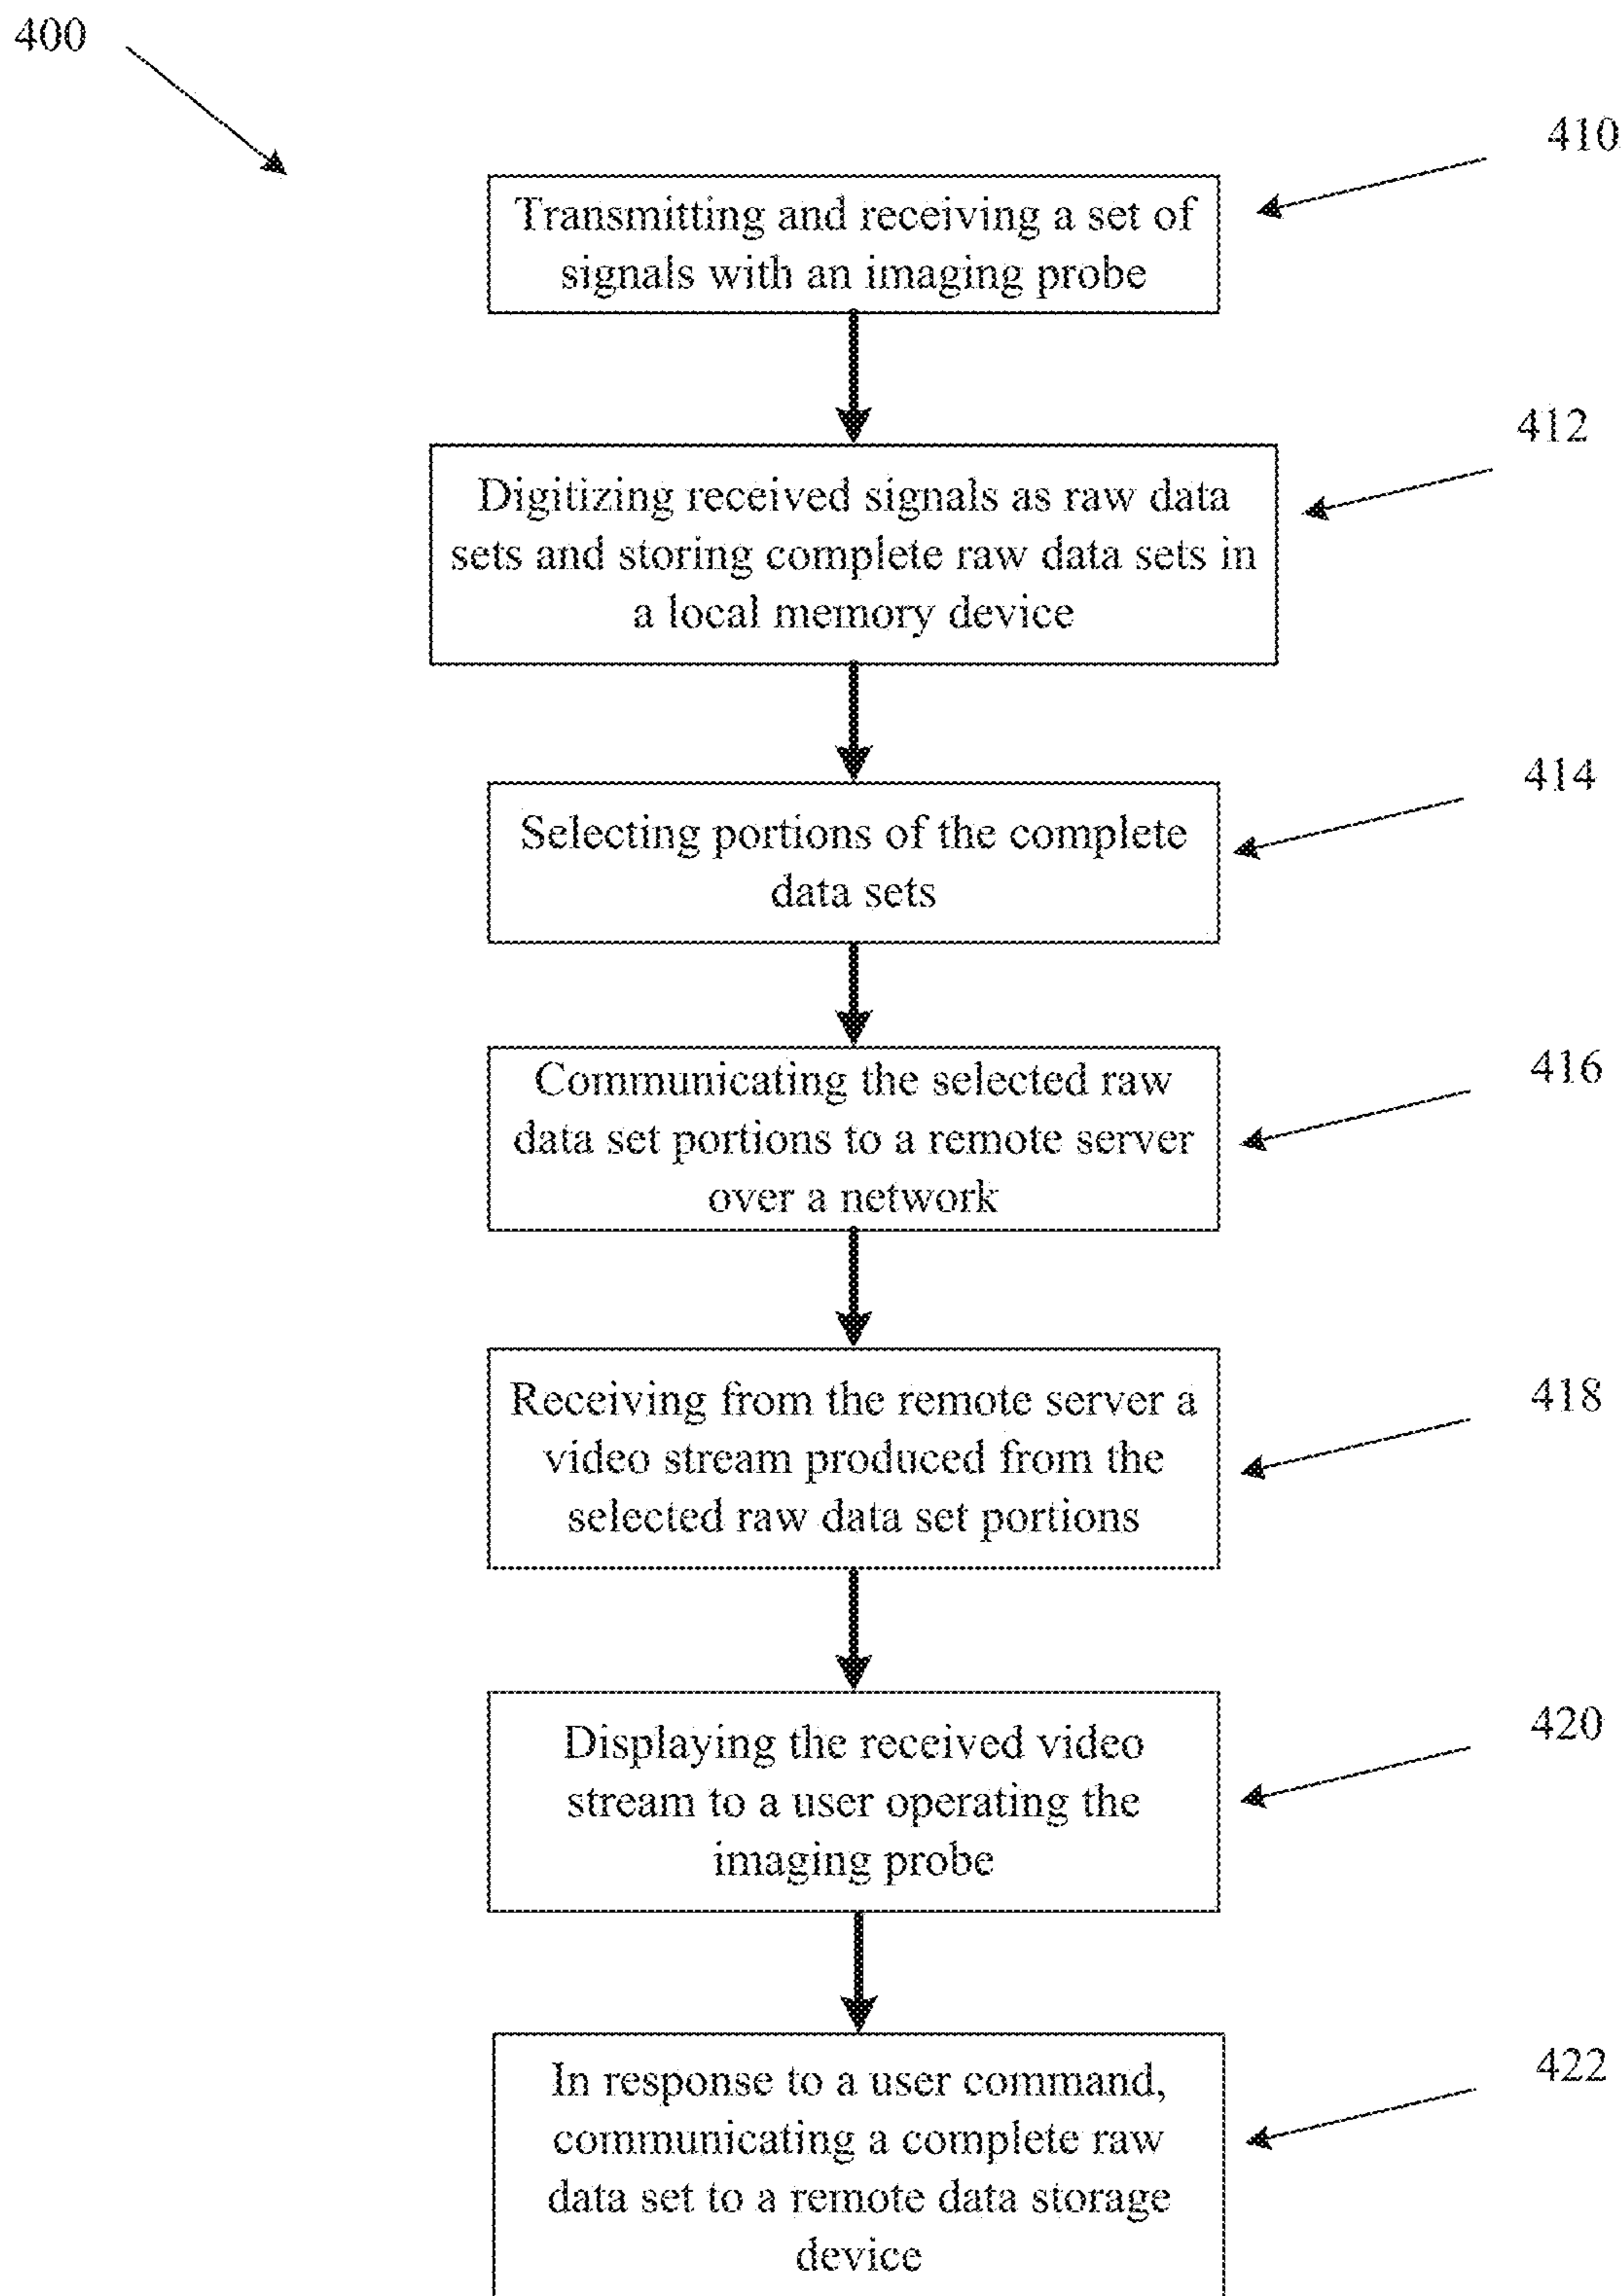 400
410
Transmitting and receiving a set of
signals with an imaging probe
412
Digitizing received signals as raw data
sets and storing complete raw data sets in
a local memory device
414
Selecting portions of the complete
data sets
416
Communicating the selected raw
data set portions to a remote server
over a network
418
Receiving from the remote server a
video stream produced from the
selected raw data set portions
420
Displaying the received video
stream to a user operating the
imaging probe
422
In response to a user command,
communicating a complete raw
data set to a remote data storage
device